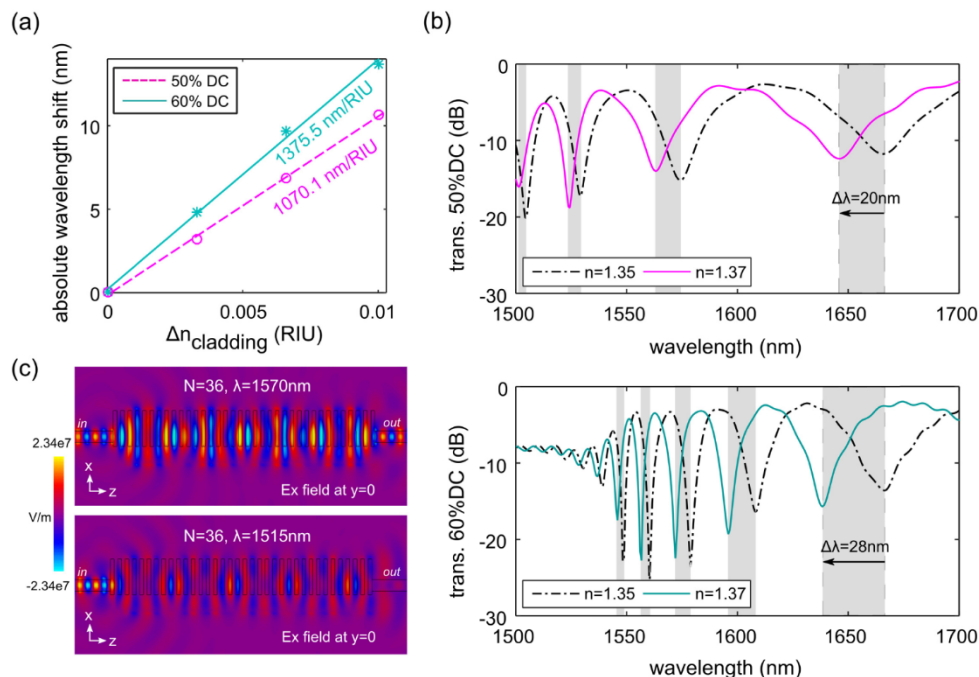 (a)
absolute wavelength shift (nm)
10
5
0
50% DC
60% DC
1375.5 nm/RIU
1070.1 nm/RIU
0
0.005
0.01
Δn_cladding (RIU)
(b)
trans. 50%DC (dB)
0
-10
-20
-30
Δλ=20nm
n=1.35
n=1.37
1500
1550
1600
1650
1700
wavelength (nm)
(c)
N=36, λ=1570nm
in
out
2.34e7
V/m
-2.34e7
x
z
Ex field at y=0
N=36, λ=1515nm
in
out
x
z
Ex field at y=0
trans. 60%DC (dB)
0
-10
-20
-30
Δλ=28nm
n=1.35
n=1.37
1500
1550
1600
1650
1700
wavelength (nm)